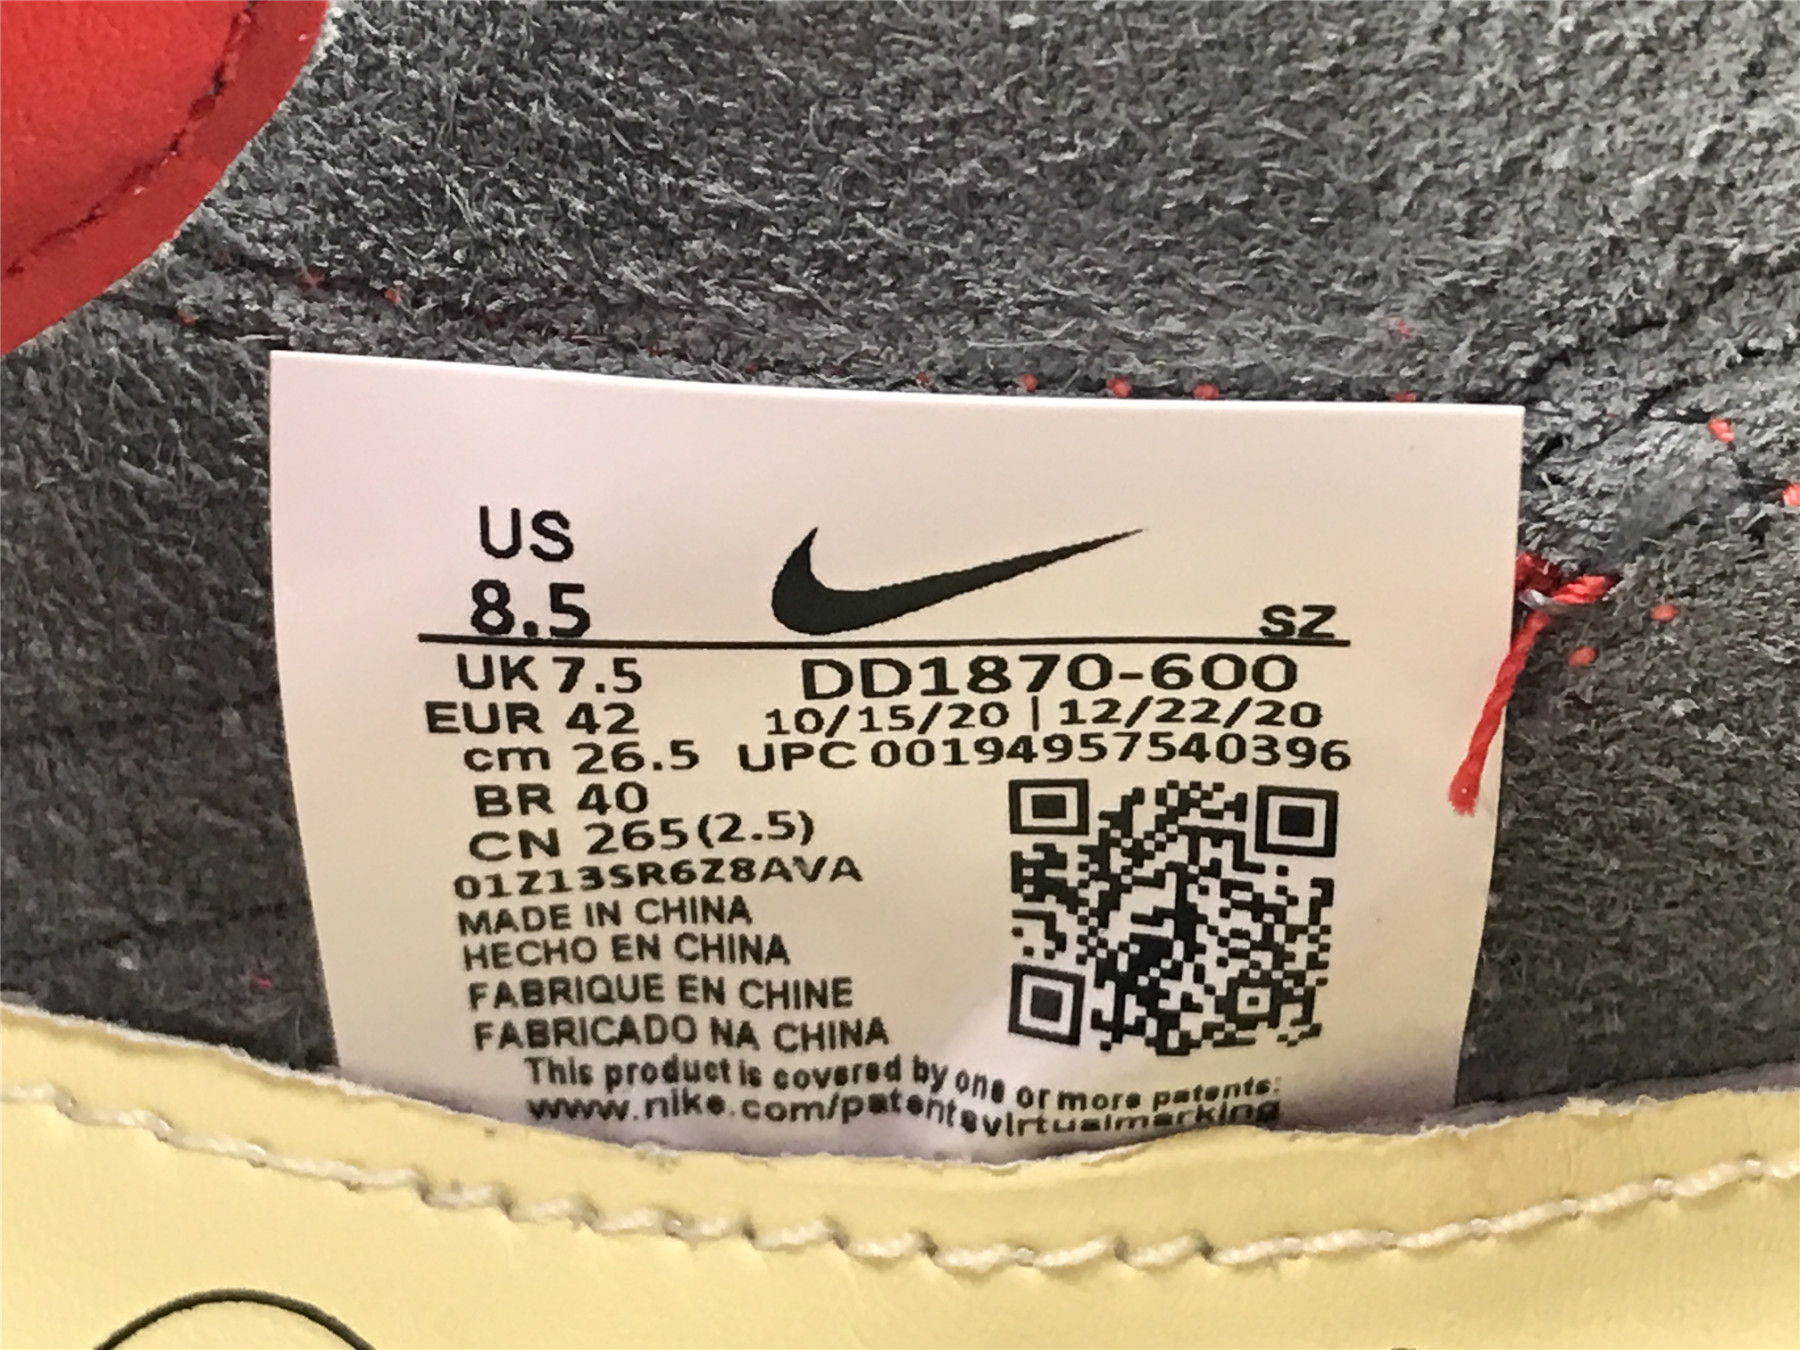 US
8.5
SZ
UK 7.5
DD1870-600
EUR 42
10/15/20 | 12/22/20
cm 26.5
UPC 00194957540396
BR 40
CN 265(2.5)
01Z13SR6Z8AVA
MADE IN CHINA
HECHO EN CHINA
FABRIQUE EN CHINE
FABRICADO NA CHINA
This product is covered by one or more patents:
www.nike.com/patentsvirtualmarking